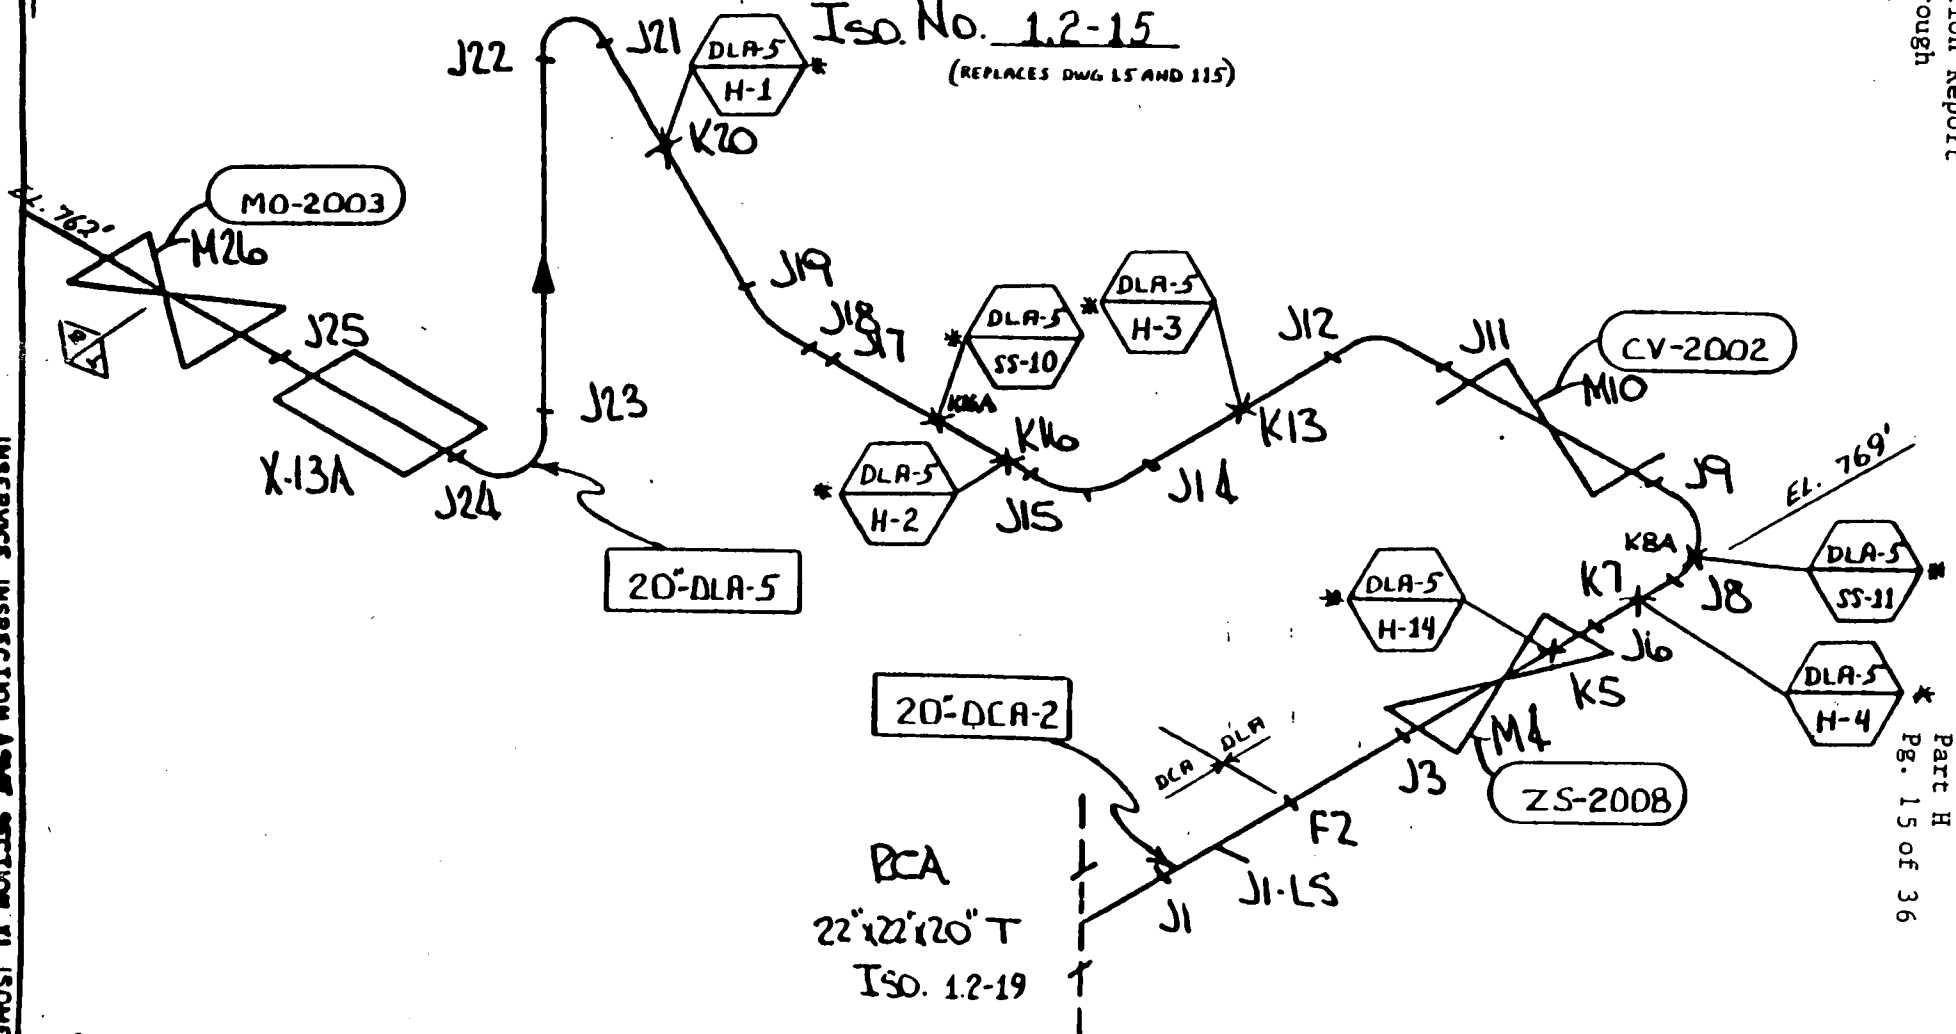 Iso. No. 1.2-15
(REPLACES DWG 15 AND 115)
J22
J21
DLA-5
H-1
*
K20
EL. 762'
MO-2003
M26
J25
X-13A
J24
J23
20"-DLA-5
J19
J18
J17
DLA-5
SS-10
*
K16A
K16
DLA-5
H-2
*
J15
J14
DLA-5
H-3
*
K13
J12
J11
CV-2002
M10
J9
EL. 769'
K8A
DLA-5
SS-11
*
J8
K7
DLA-5
H-4
*
J6
DLA-5
H-14
*
K5
M4
ZS-2008
J3
20"-DCA-2
DCA
DLA
F2
J1-LS
J1
RCA
22"x22"x20" T
ISO. 1.2-19
Part H
Pg. 15 of 36